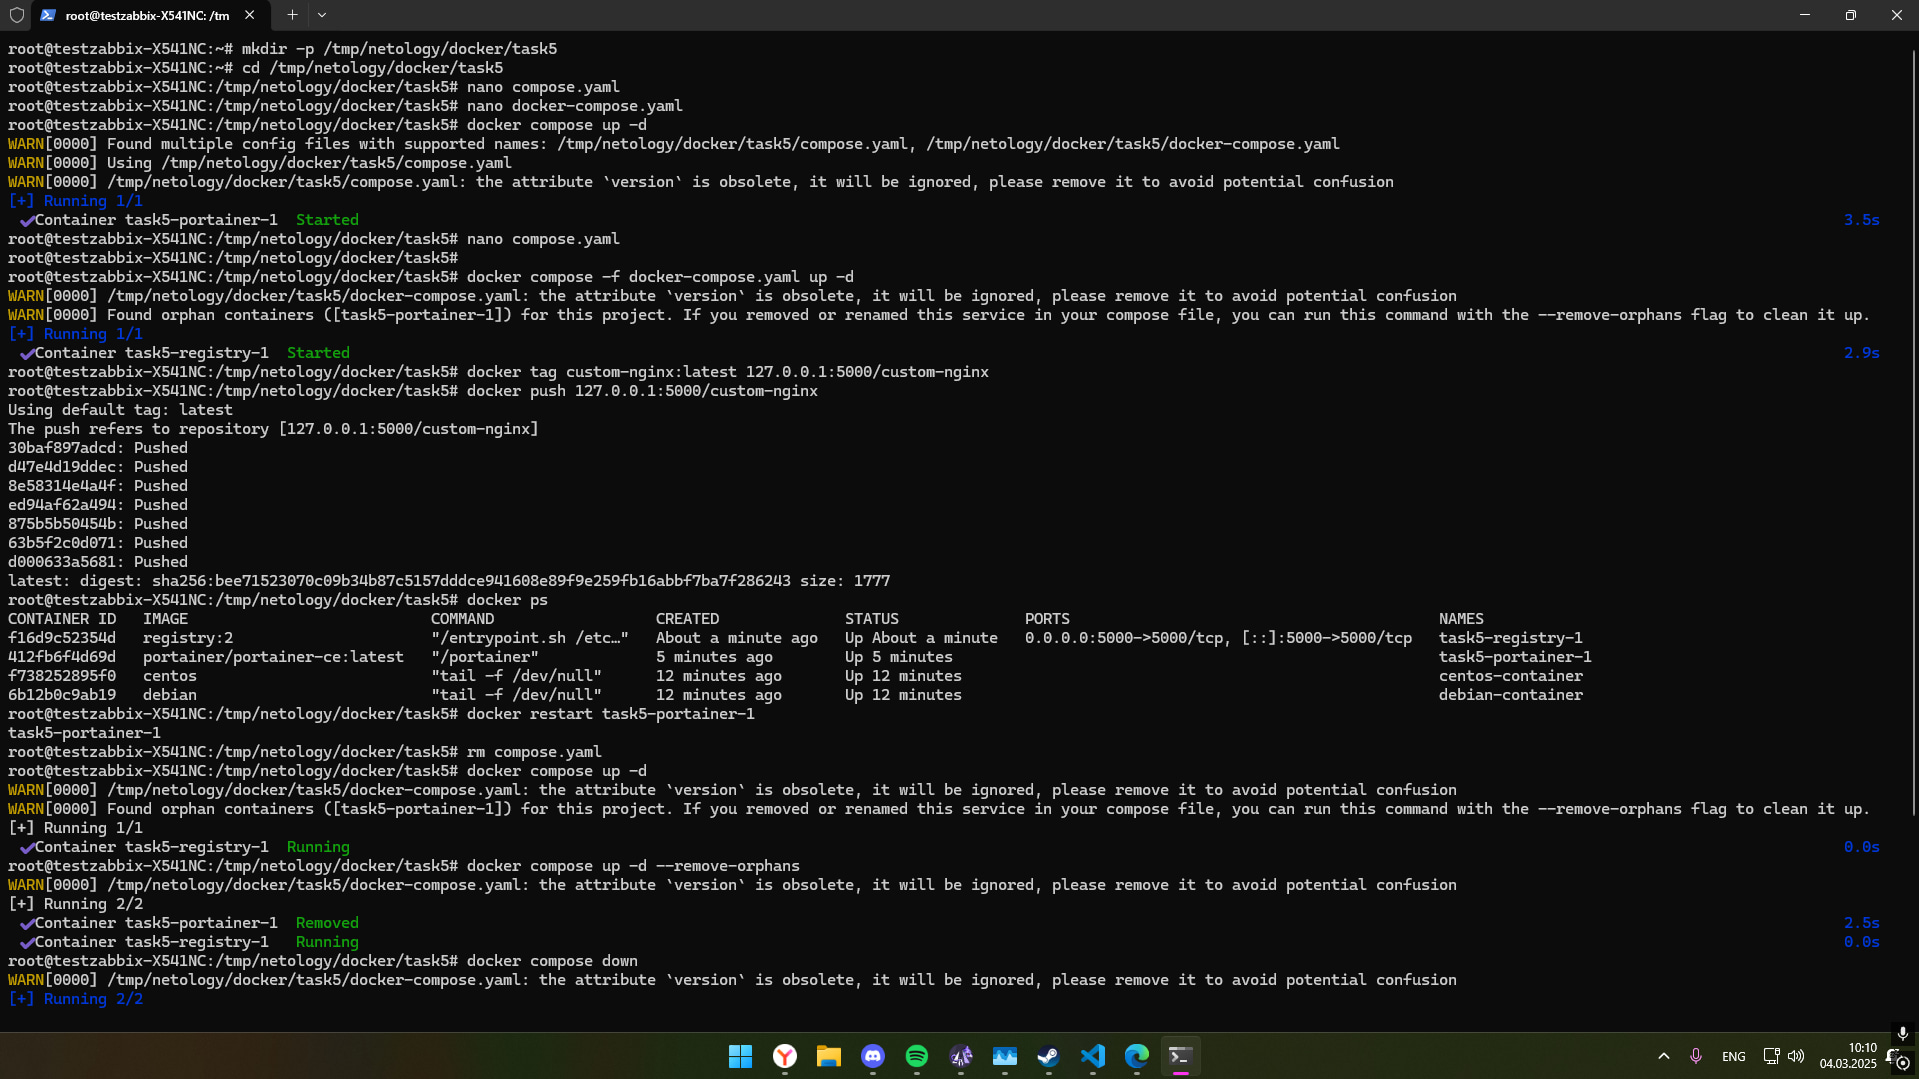 root@testzabbix-X541NC: /tm
root@testzabbix-X541NC:~# mkdir -p /tmp/netology/docker/task5
root@testzabbix-X541NC:~# cd /tmp/netology/docker/task5
root@testzabbix-X541NC:/tmp/netology/docker/task5# nano compose.yaml
root@testzabbix-X541NC:/tmp/netology/docker/task5# nano docker-compose.yaml
root@testzabbix-X541NC:/tmp/netology/docker/task5# docker compose up -d
WARN[0000] Found multiple config files with supported names: /tmp/netology/docker/task5/compose.yaml, /tmp/netology/docker/task5/docker-compose.yaml
WARN[0000] Using /tmp/netology/docker/task5/compose.yaml
WARN[0000] /tmp/netology/docker/task5/compose.yaml: the attribute `version` is obsolete, it will be ignored, please remove it to avoid potential confusion
[+] Running 1/1
✔Container task5-portainer-1  Started 3.5s
root@testzabbix-X541NC:/tmp/netology/docker/task5# nano compose.yaml
root@testzabbix-X541NC:/tmp/netology/docker/task5#
root@testzabbix-X541NC:/tmp/netology/docker/task5# docker compose -f docker-compose.yaml up -d
WARN[0000] /tmp/netology/docker/task5/docker-compose.yaml: the attribute `version` is obsolete, it will be ignored, please remove it to avoid potential confusion
WARN[0000] Found orphan containers ([task5-portainer-1]) for this project. If you removed or renamed this service in your compose file, you can run this command with the --remove-orphans flag to clean it up.
[+] Running 1/1
✔Container task5-registry-1  Started 2.9s
root@testzabbix-X541NC:/tmp/netology/docker/task5# docker tag custom-nginx:latest 127.0.0.1:5000/custom-nginx
root@testzabbix-X541NC:/tmp/netology/docker/task5# docker push 127.0.0.1:5000/custom-nginx
Using default tag: latest
The push refers to repository [127.0.0.1:5000/custom-nginx]
30baf897adcd: Pushed
d47e4d19ddec: Pushed
8e58314e4a4f: Pushed
ed94af62a494: Pushed
875b5b50454b: Pushed
63b5f2c0d071: Pushed
d000633a5681: Pushed
latest: digest: sha256:bee71523070c09b34b87c5157dddce941608e89f9e259fb16abbf7ba7f286243 size: 1777
root@testzabbix-X541NC:/tmp/netology/docker/task5# docker ps
CONTAINER ID   IMAGE                           COMMAND                  CREATED              STATUS              PORTS                                         NAMES
f16d9c52354d   registry:2                      "/entrypoint.sh /etc…"   About a minute ago   Up About a minute   0.0.0.0:5000->5000/tcp, [::]:5000->5000/tcp   task5-registry-1
412fb6f4d69d   portainer/portainer-ce:latest   "/portainer"             5 minutes ago        Up 5 minutes                                                      task5-portainer-1
f738252895f0   centos                          "tail -f /dev/null"      12 minutes ago       Up 12 minutes                                                     centos-container
6b12b0c9ab19   debian                          "tail -f /dev/null"      12 minutes ago       Up 12 minutes                                                     debian-container
root@testzabbix-X541NC:/tmp/netology/docker/task5# docker restart task5-portainer-1
task5-portainer-1
root@testzabbix-X541NC:/tmp/netology/docker/task5# rm compose.yaml
root@testzabbix-X541NC:/tmp/netology/docker/task5# docker compose up -d
WARN[0000] /tmp/netology/docker/task5/docker-compose.yaml: the attribute `version` is obsolete, it will be ignored, please remove it to avoid potential confusion
WARN[0000] Found orphan containers ([task5-portainer-1]) for this project. If you removed or renamed this service in your compose file, you can run this command with the --remove-orphans flag to clean it up.
[+] Running 1/1
✔Container task5-registry-1  Running 0.0s
root@testzabbix-X541NC:/tmp/netology/docker/task5# docker compose up -d --remove-orphans
WARN[0000] /tmp/netology/docker/task5/docker-compose.yaml: the attribute `version` is obsolete, it will be ignored, please remove it to avoid potential confusion
[+] Running 2/2
✔Container task5-portainer-1  Removed 2.5s
✔Container task5-registry-1   Running 0.0s
root@testzabbix-X541NC:/tmp/netology/docker/task5# docker compose down
WARN[0000] /tmp/netology/docker/task5/docker-compose.yaml: the attribute `version` is obsolete, it will be ignored, please remove it to avoid potential confusion
[+] Running 2/2
ENG
10:10
04.03.2025